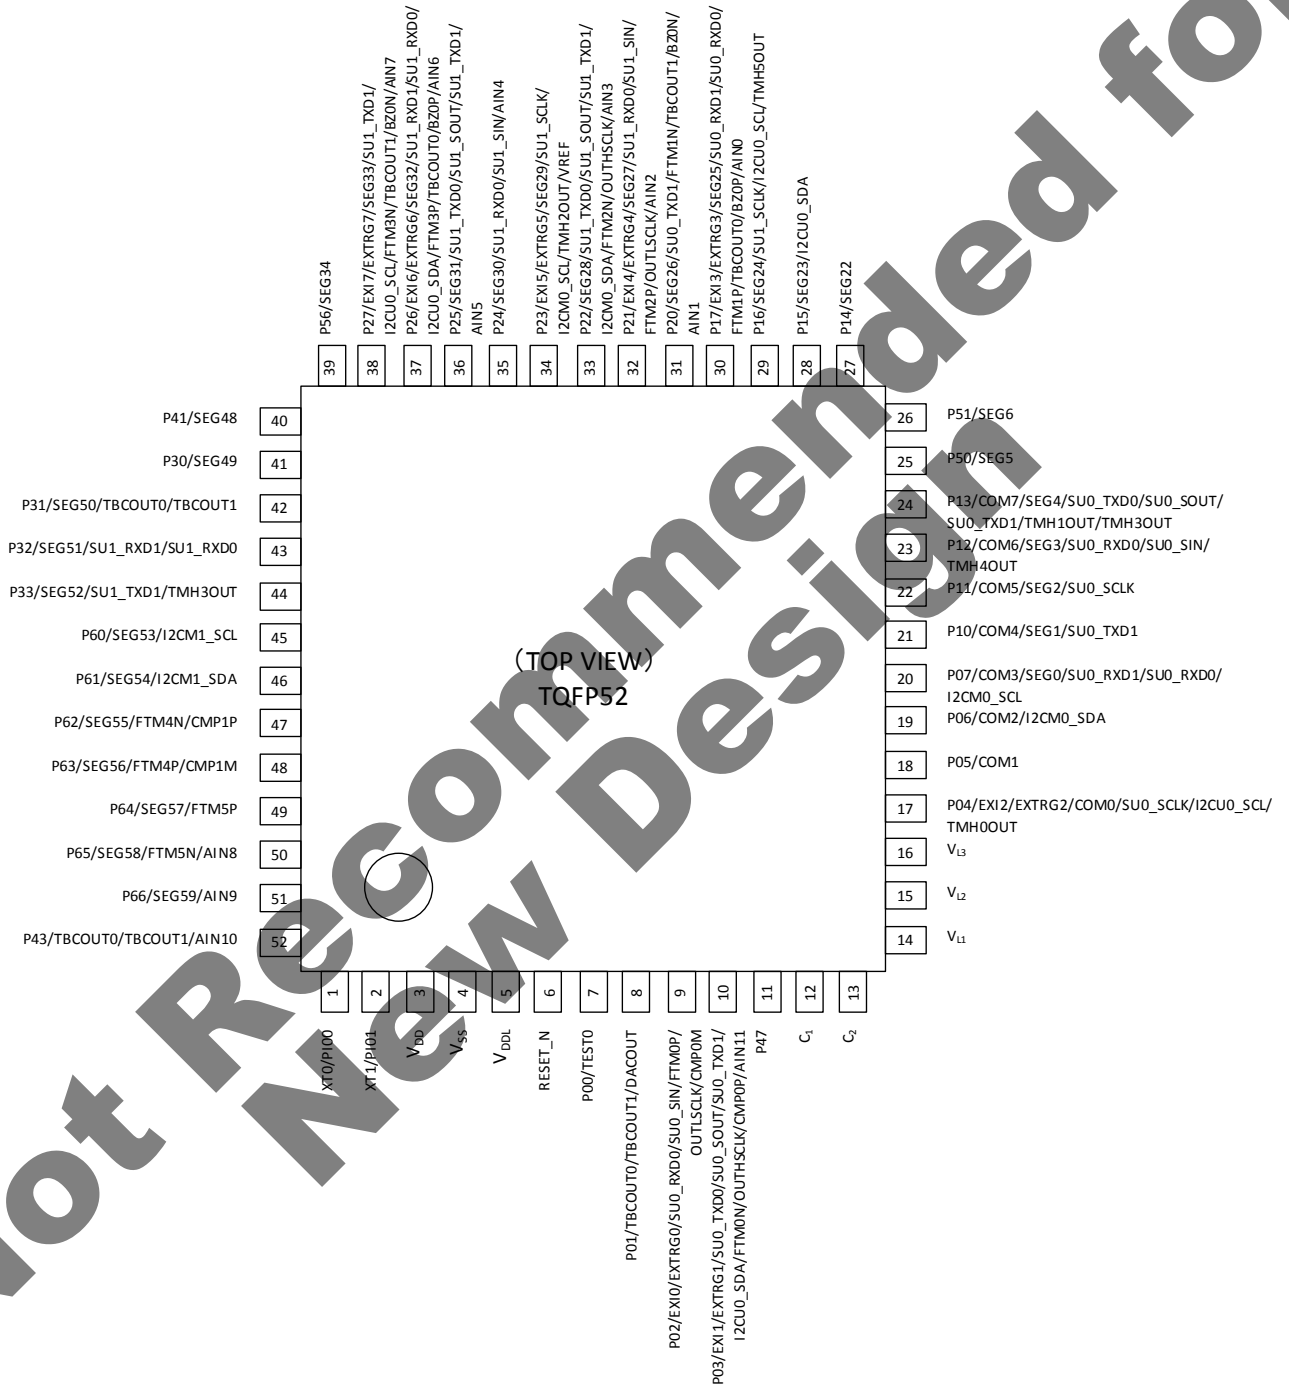 P56/SEG34
P27/EXI7/EXTRG7/SEG33/SU1_TXD1/
I2CU0_SCL/FTM3N/TBCOUT1/BZ0N/AIN7
P26/EXI6/EXTRG6/SEG32/SU1_RXD1/SU1_RXD0/
I2CU0_SDA/FTM3P/TBCOUT0/BZ0P/AIN6
P25/SEG31/SU1_TXD0/SU1_SOUT/SU1_TXD1/
AIN5
P24/SEG30/SU1_RXD0/SU1_SIN/AIN4
P23/EXI5/EXTRG5/SEG29/SU1_SCLK/
I2CM0_SCL/TMH2OUT/VREF
P22/SEG28/SU1_TXD0/SU1_SOUT/SU1_TXD1/
I2CM0_SDA/FTM2N/OUTHSCLK/AIN3
P21/EXI4/EXTRG4/SEG27/SU1_RXD0/SU1_SIN/
FTM2P/OUTLSCLK/AIN2
P20/SEG26/SU0_TXD1/FTM1N/TBCOUT1/BZ0N/
AIN1
P17/EXI3/EXTRG3/SEG25/SU0_RXD1/SU0_RXD0/
FTM1P/TBCOUT0/BZ0P/AIN0
P16/SEG24/SU1_SCLK/I2CU0_SCL/TMH5OUT
P15/SEG23/I2CU0_SDA
P14/SEG22
39
38
37
36
35
34
33
32
31
30
29
28
27
P41/SEG48 40
P30/SEG49 41
P31/SEG50/TBCOUT0/TBCOUT1 42
P32/SEG51/SU1_RXD1/SU1_RXD0 43
P33/SEG52/SU1_TXD1/TMH3OUT 44
P60/SEG53/I2CM1_SCL 45
P61/SEG54/I2CM1_SDA 46
P62/SEG55/FTM4N/CMP1P 47
P63/SEG56/FTM4P/CMP1M 48
P64/SEG57/FTM5P 49
P65/SEG58/FTM5N/AIN8 50
P66/SEG59/AIN9 51
P43/TBCOUT0/TBCOUT1/AIN10 52
(TOP VIEW)
TQFP52
26 P51/SEG6
25 P50/SEG5
24 P13/COM7/SEG4/SU0_TXD0/SU0_SOUT/
SU0_TXD1/TMH1OUT/TMH3OUT
23 P12/COM6/SEG3/SU0_RXD0/SU0_SIN/
TMH4OUT
22 P11/COM5/SEG2/SU0_SCLK
21 P10/COM4/SEG1/SU0_TXD1
20 P07/COM3/SEG0/SU0_RXD1/SU0_RXD0/
I2CM0_SCL
19 P06/COM2/I2CM0_SDA
18 P05/COM1
17 P04/EXI2/EXTRG2/COM0/SU0_SCLK/I2CU0_SCL/
TMH0OUT
16 VL3
15 VL2
14 VL1
1
2
3
4
5
6
7
8
9
10
11
12
13
XT0/PI00
XT1/PI01
VDD
VSS
VDDL
RESET_N
P00/TEST0
P01/TBCOUT0/TBCOUT1/DACOUT
P02/EXI0/EXTRG0/SU0_RXD0/SU0_SIN/FTM0P/
OUTLSCLK/CMP0M
P03/EXI1/EXTRG1/SU0_TXD0/SU0_SOUT/SU0_TXD1/
I2CU0_SDA/FTM0N/OUTHSCLK/CMP0P/AIN11
P47
C1
C2
Not Recommended for
New Design